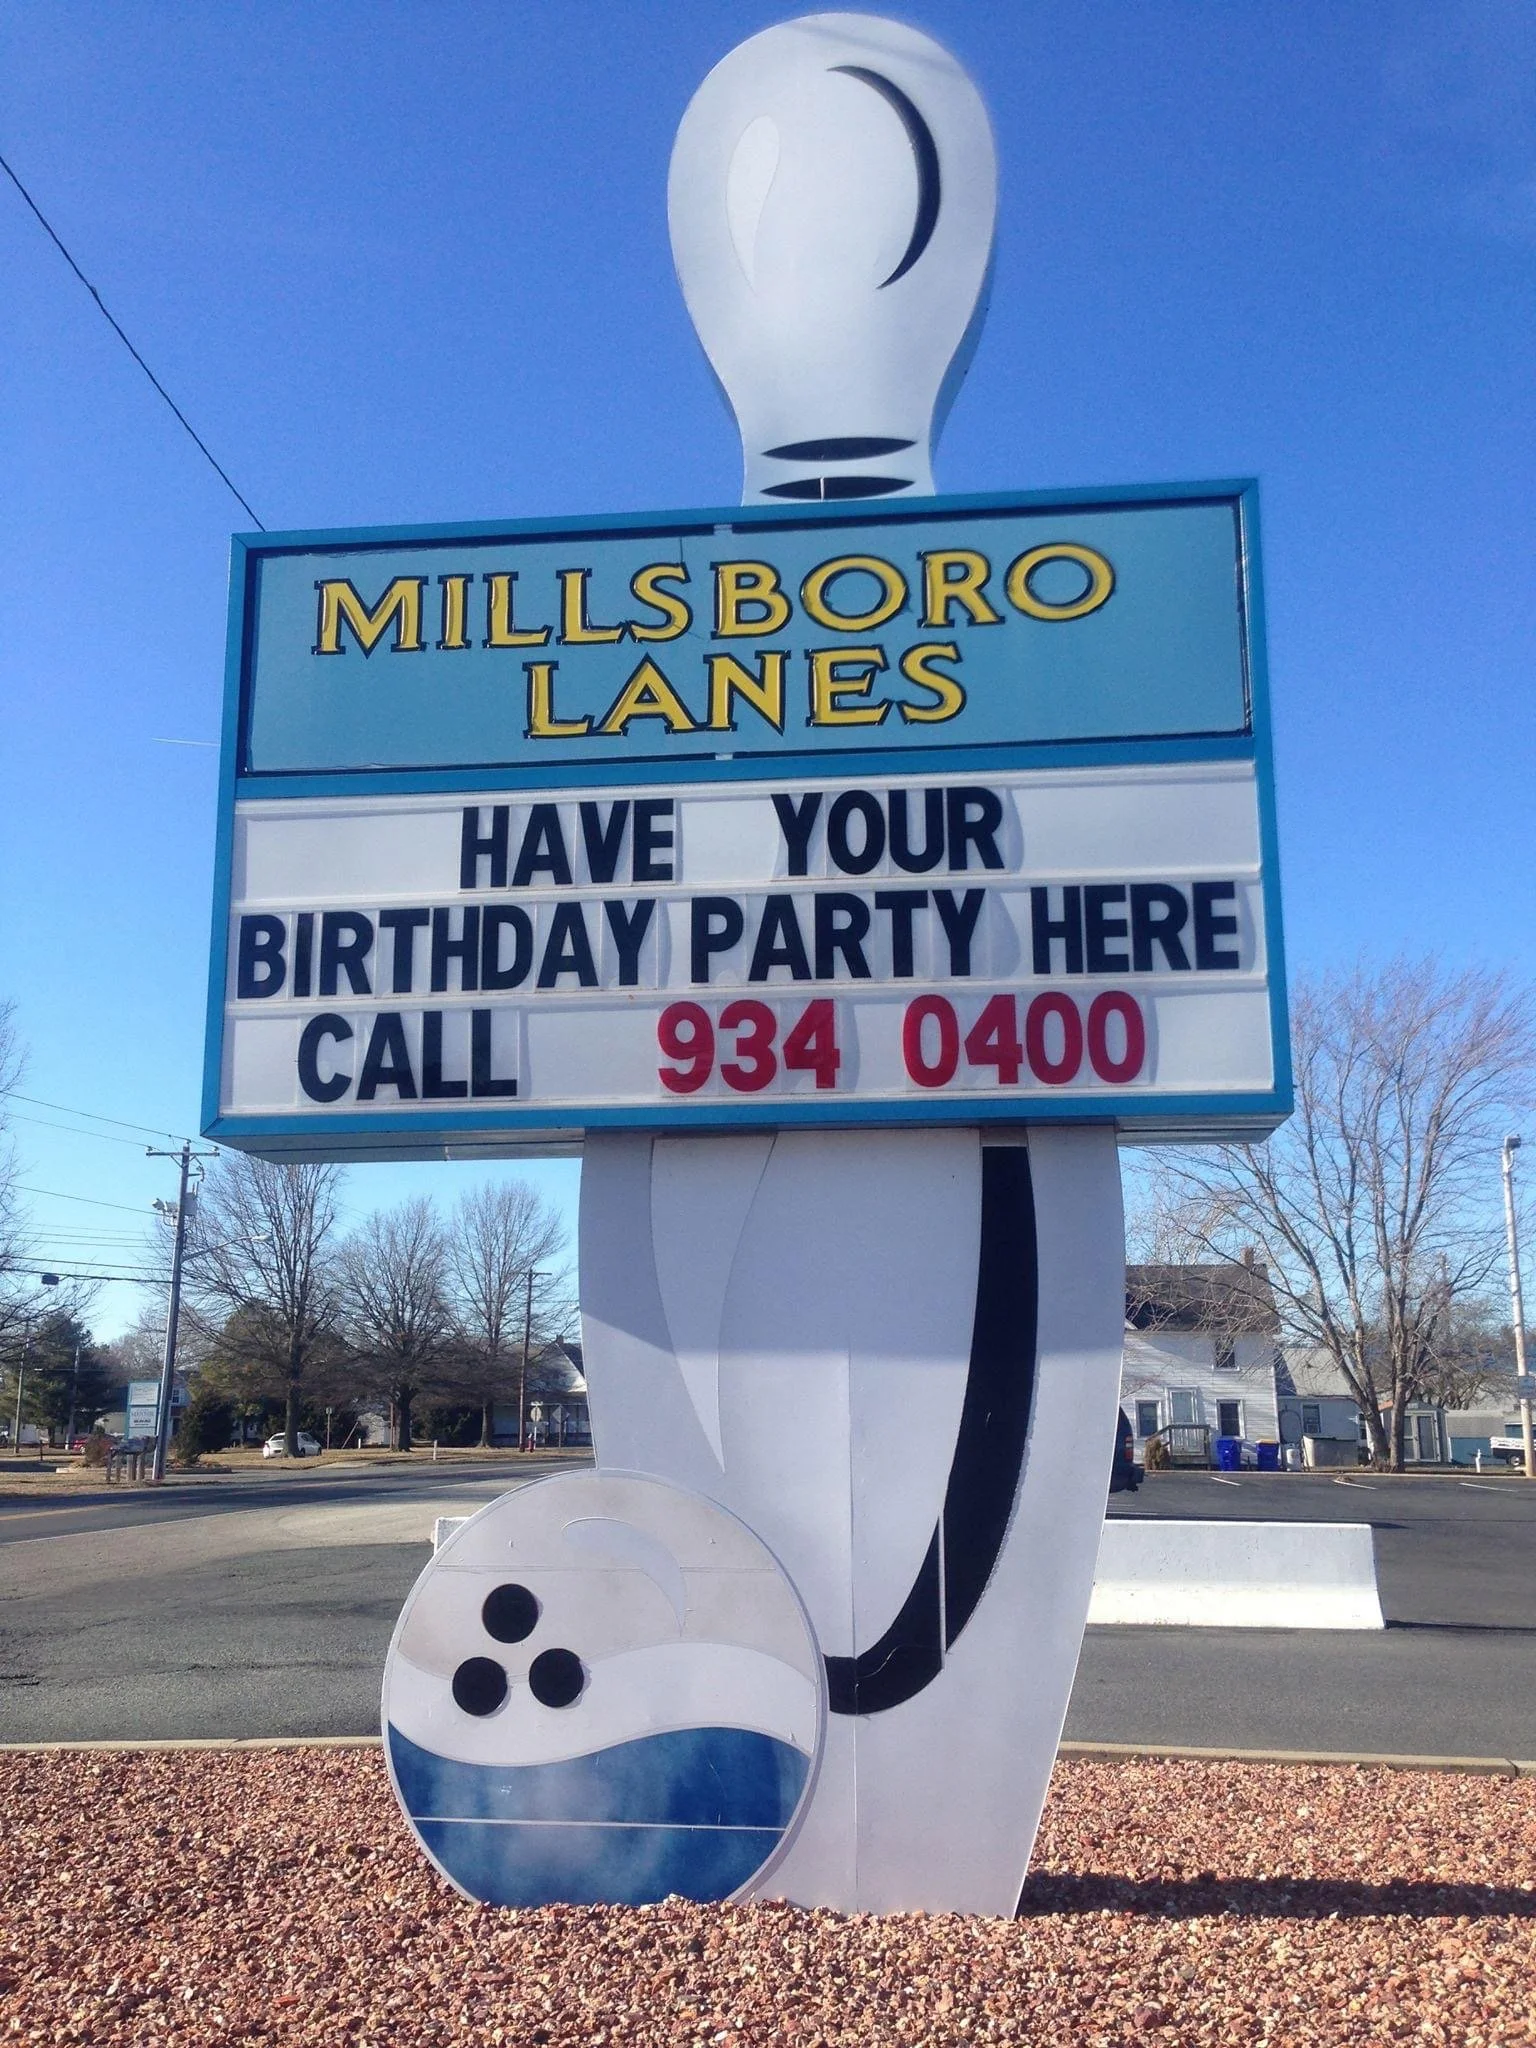 MILLSBORO
LANES
HAVE YOUR
BIRTHDAY PARTY HERE
CALL 934 0400